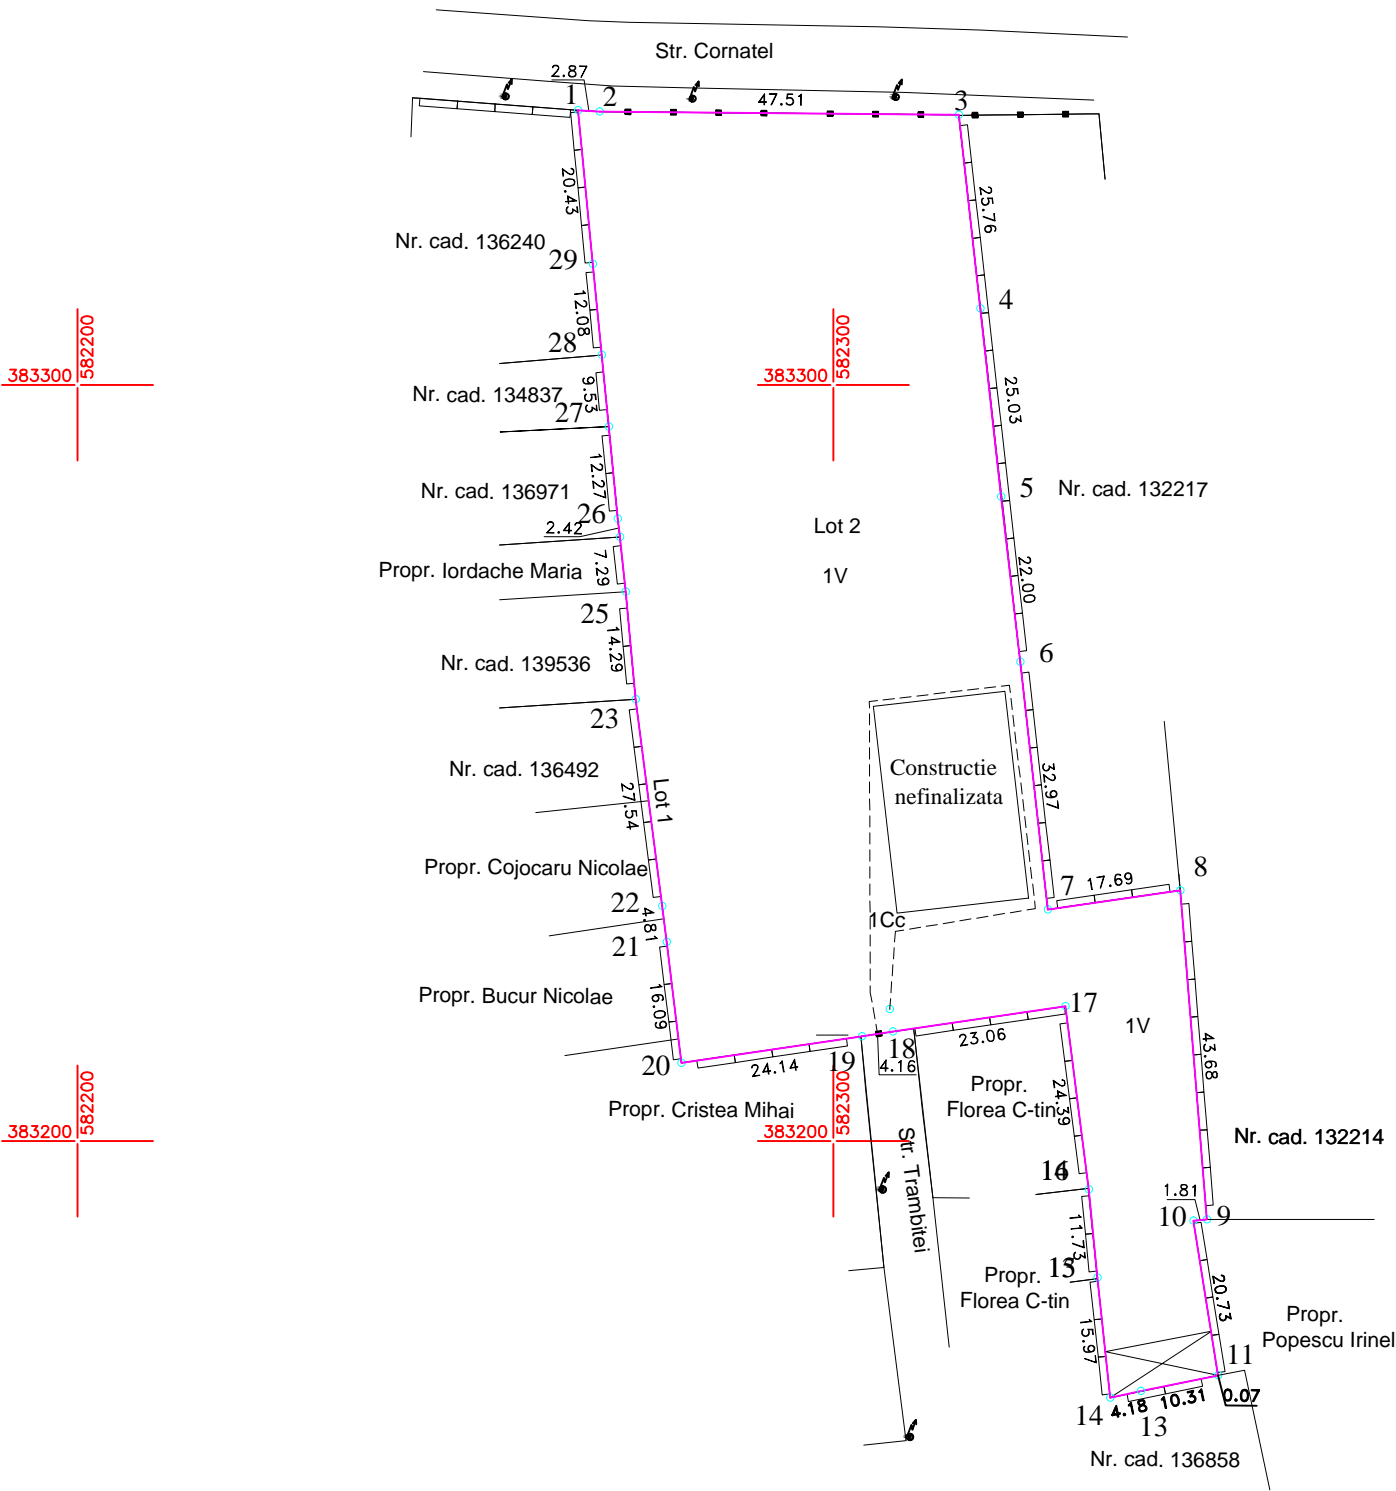 Str. Cornatel
2.87
1
2
47.51
3
20.43
25.76
Nr. cad. 136240
29
12.08
4
582200
383300
582300
383300
28
Nr. cad. 134837
9.53
27
25.03
Nr. cad. 136971
12.27
26
5
Nr. cad. 132217
2.42
Lot 2
Propr. Iordache Maria
7.29
1V
22.00
25
14.29
Nr. cad. 139536
6
23
Nr. cad. 136492
27.54
Lot 1
Constructie
nefinalizata
32.97
Propr. Cojocaru Nicolae
22
4.81
21
1Cc
7
17.69
8
Propr. Bucur Nicolae
16.09
17
1V
20
24.14
19
18
4.16
23.06
43.68
582200
383200
582300
383200
Propr. Cristea Mihai
Propr.
Florea C-tin
24.39
Str. Trambitei
Nr. cad. 132214
16
1.81
10
9
11.73
15
Propr.
Florea C-tin
20.73
Propr.
Popescu Irinel
15.97
11
14
4.18
10.31
0.07
13
Nr. cad. 136858